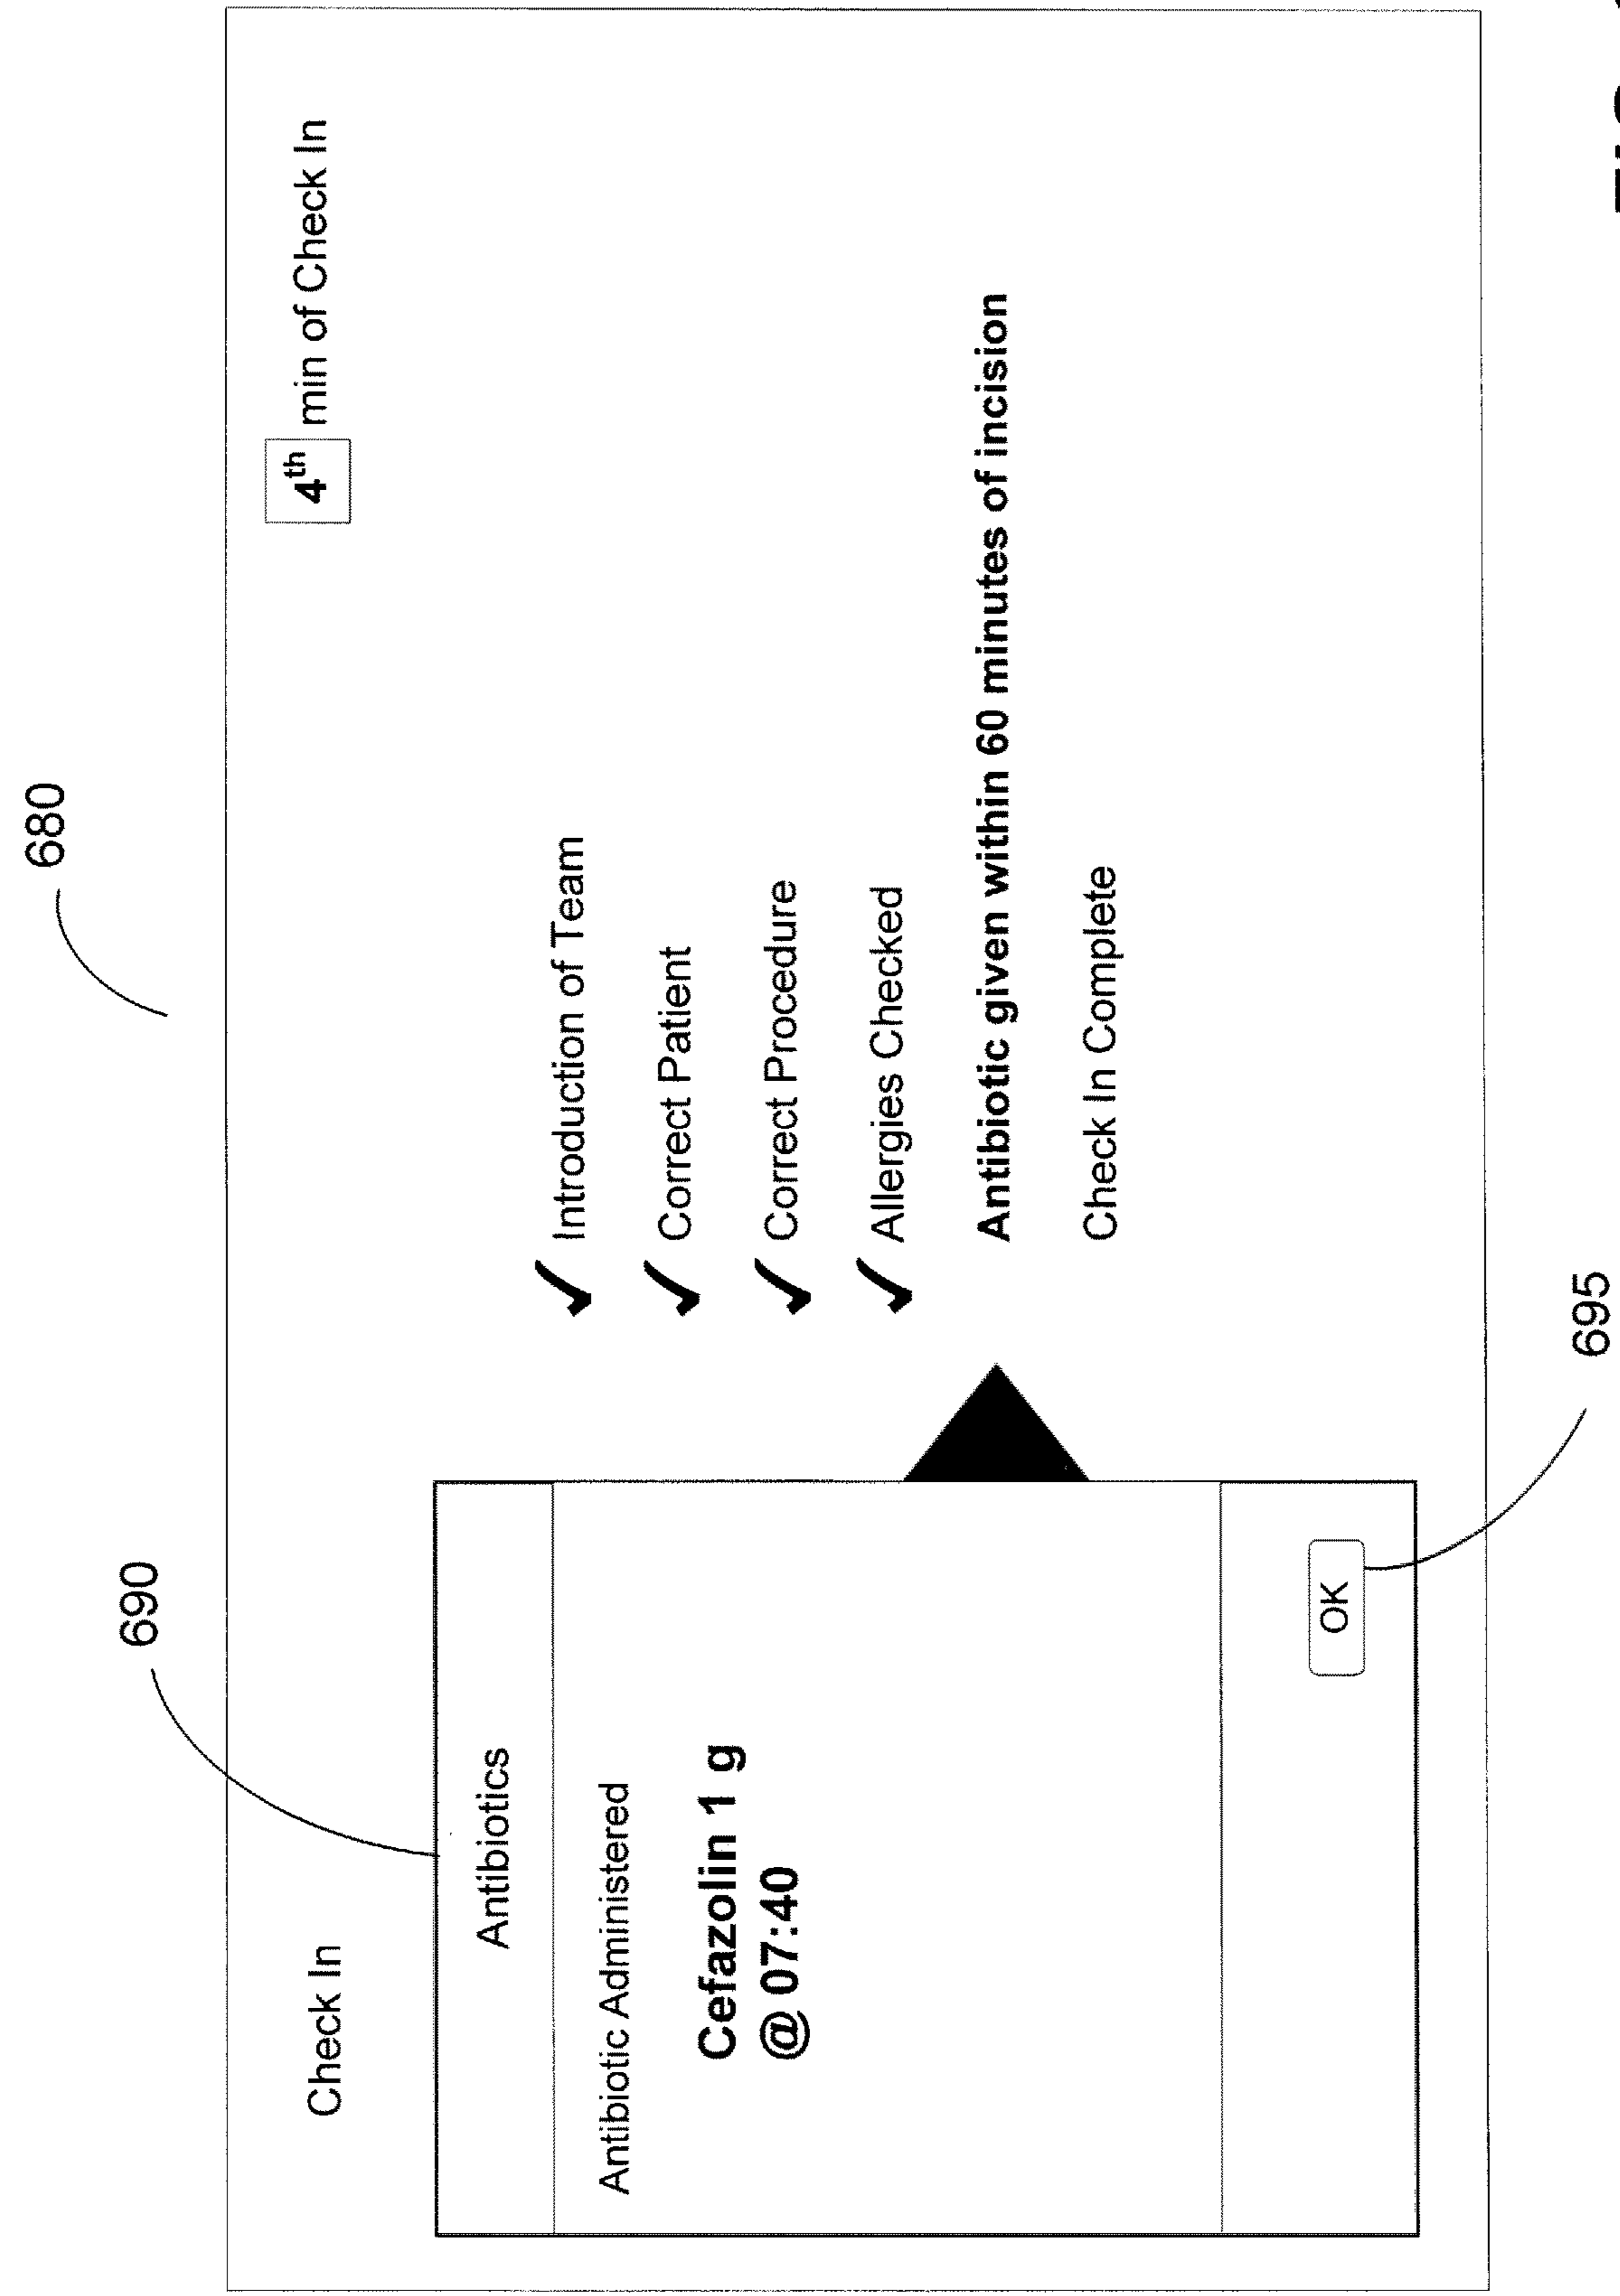 680
690
Check In
4th min of Check In
Antibiotics
Antibiotic Administered
Cefazolin 1 g
@ 07:40
OK
✓ Introduction of Team
✓ Correct Patient
✓ Correct Procedure
✓ Allergies Checked
Antibiotic given within 60 minutes of incision
Check In Complete
695